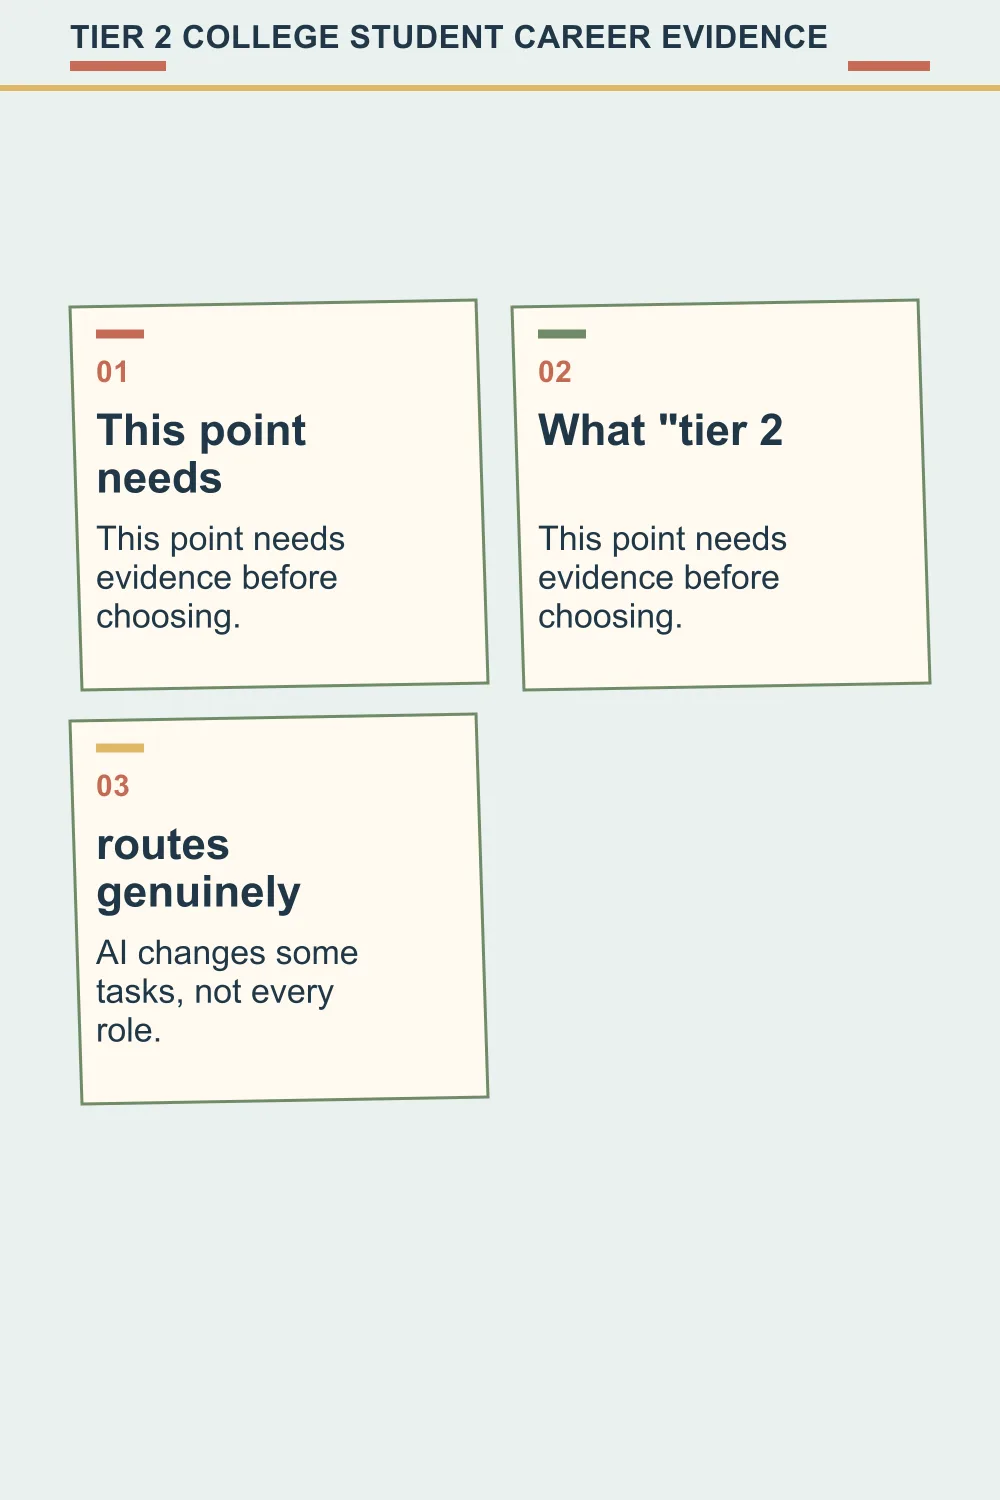 TIER 2 COLLEGE STUDENT CAREER EVIDENCE
01
This point
needs
This point needs
evidence before
choosing.
02
What "tier 2
This point needs
evidence before
choosing.
03
routes
genuinely
AI changes some
tasks, not every
role.